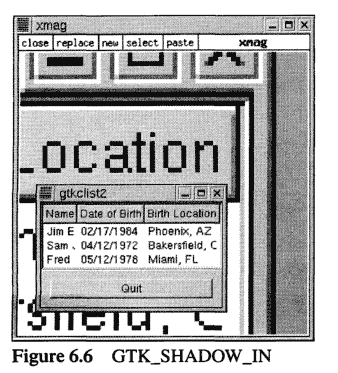 xmag
close replace new select paste xmag
Location
gtkclist2
Name Date of Birth Birth Location
Jim E 02/17/1984 Phoenix, AZ
Sam 04/12/1972 Bakersfield, C
Fred 05/12/1976 Miami, FL
Quit
sfield, C
Figure 6.6 GTK_SHADOW_IN